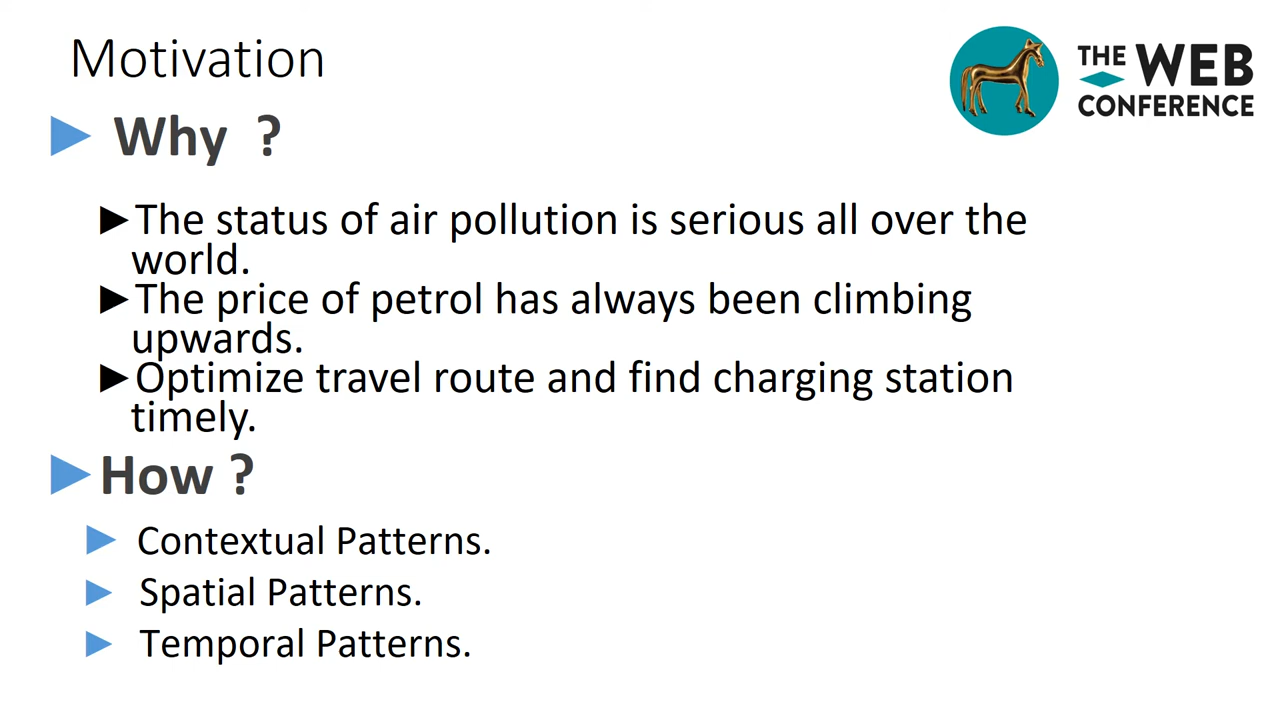 Motivation
THE WEB
CONFERENCE
Why ?
The status of air pollution is serious all over the
world.
The price of petrol has always been climbing
upwards.
Optimize travel route and find charging station
timely.
How ?
Contextual Patterns.
Spatial Patterns.
Temporal Patterns.